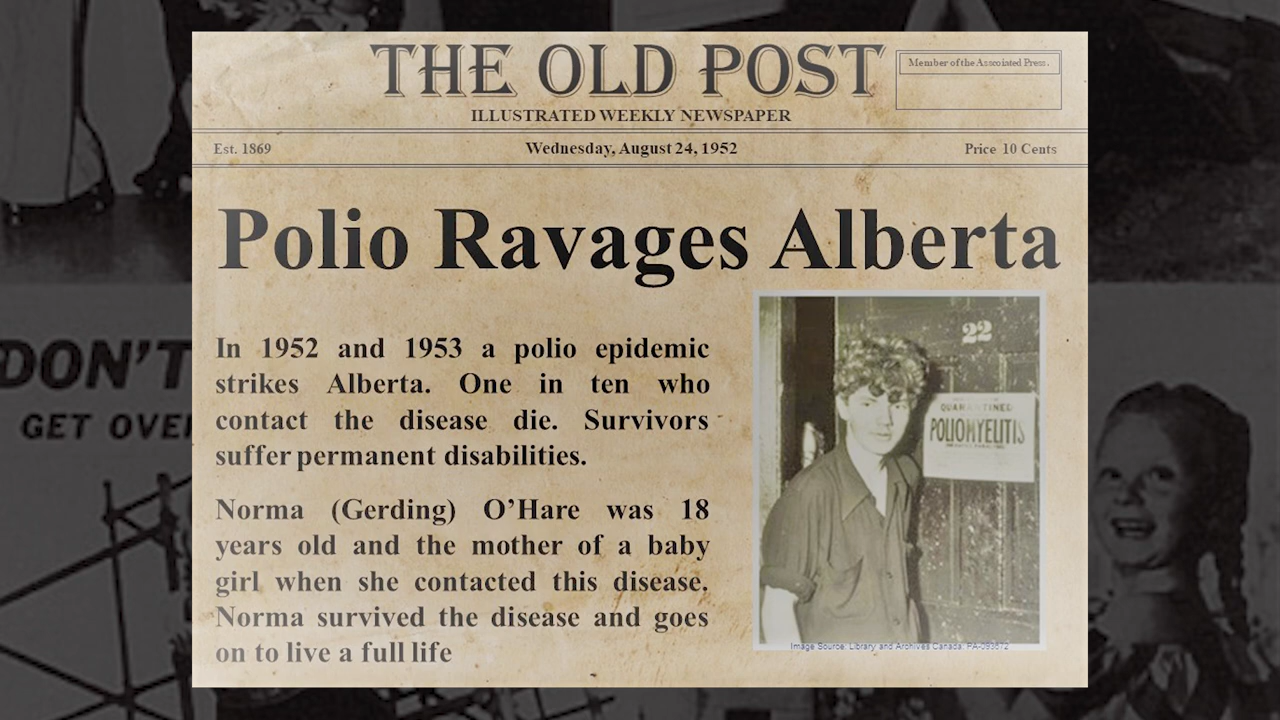 THE OLD POST
Member of the Asscoiated Press.
ILLUSTRATED WEEKLY NEWSPAPER
Est. 1869
Wednesday, August 24, 1952
Price 10 Cents
Polio Ravages Alberta
In 1952 and 1953 a polio epidemic
strikes Alberta. One in ten who
contact the disease die. Survivors
suffer permanent disabilities.
Norma (Gerding) O’Hare was 18
years old and the mother of a baby
girl when she contacted this disease.
Norma survived the disease and goes
on to live a full life
22
QUARANTINED
POLIOMYELITIS
Image Source: Library and Archives Canada: PA-093672
DON'T
GET OVER